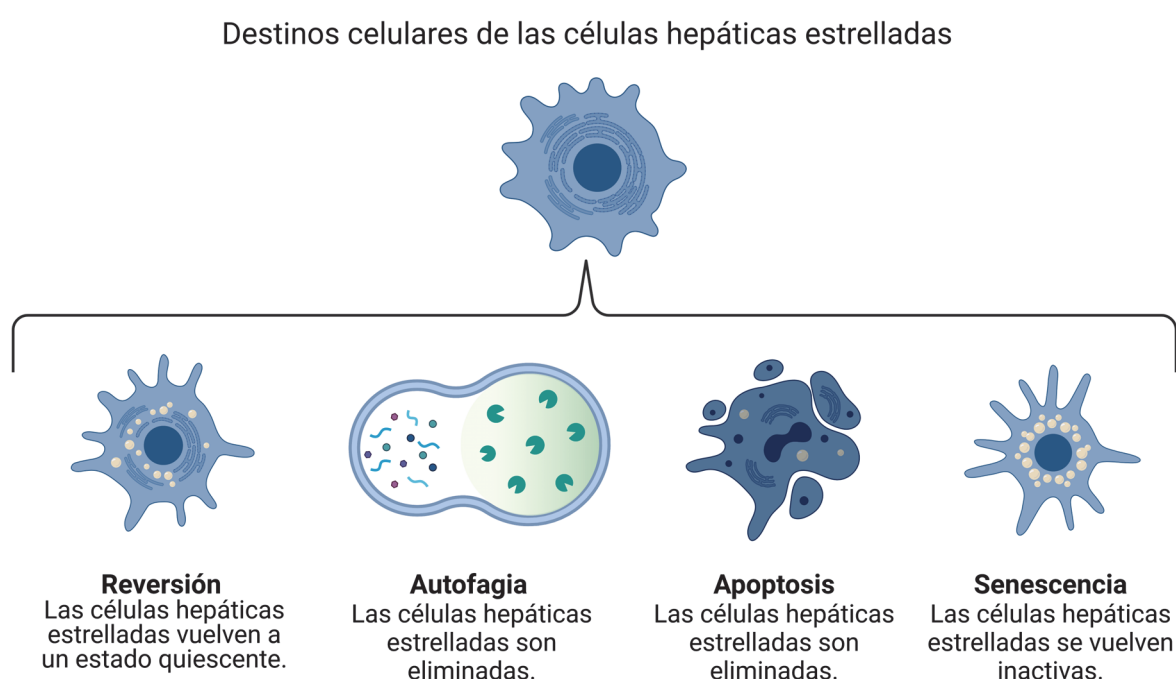 Destinos celulares de las células hepáticas estrelladas
Reversión
Las células hepáticas
estrelladas vuelven a
un estado quiescente.
Autofagia
Las células hepáticas
estrelladas son
eliminadas.
Apoptosis
Las células hepáticas
estrelladas son
eliminadas.
Senescencia
Las células hepáticas
estrelladas se vuelven
inactivas.